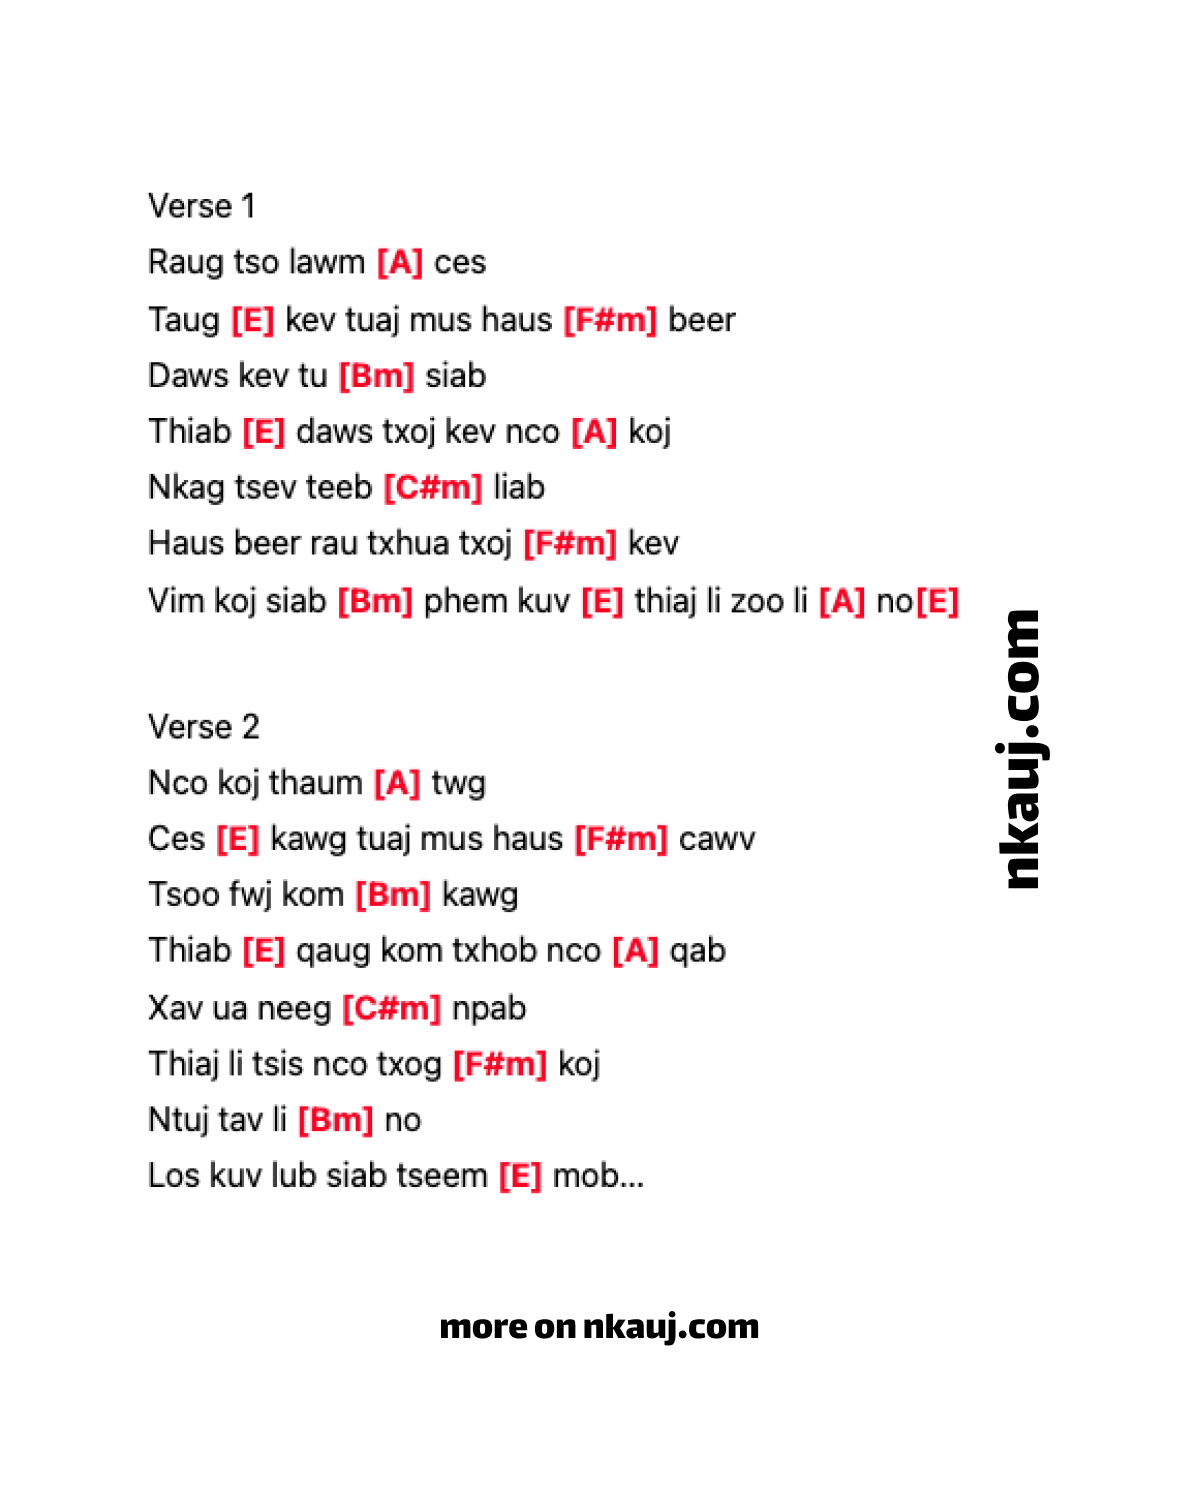 Verse 1
Raug tso lawm [A] ces
Taug [E] kev tuaj mus haus [F#m] beer
Daws kev tu [Bm] siab
Thiab [E] daws txoj kev nco [A] koj
Nkag tsev teeb [C#m] liab
Haus beer rau txhua txoj [F#m] kev
Vim koj siab [Bm] phem kuv [E] thiaj li zoo li [A] no[E]
Verse 2
Nco koj thaum [A] twg
Ces [E] kawg tuaj mus haus [F#m] cawv
Tsoo fwj kom [Bm] kawg
Thiab [E] qaug kom txhob nco [A] qab
Xav ua neeg [C#m] npab
Thiaj li tsis nco txog [F#m] koj
Ntuj tav li [Bm] no
Los kuv lub siab tseem [E] mob...
nkauj.com
more on nkauj.com